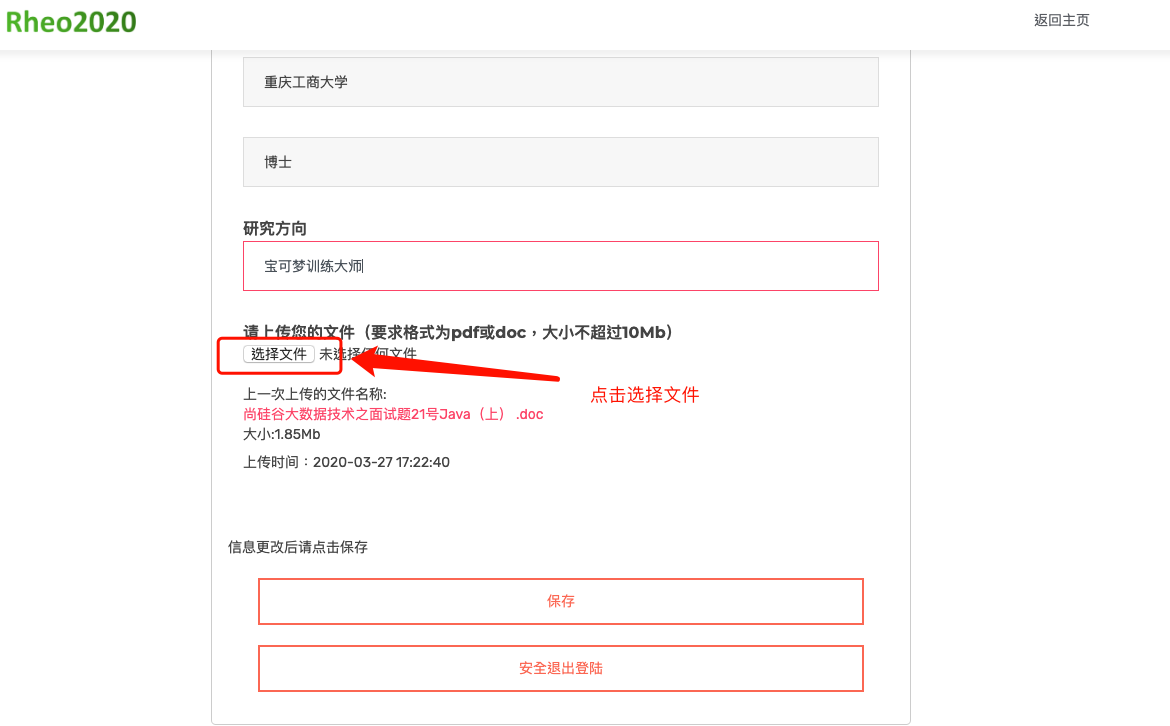 Rheo2020
返回主页
重庆工商大学
博士
研究方向
宝可梦训练大师
请上传您的文件（要求格式为pdf或doc，大小不超过10Mb）
选择文件 未选择任何文件
点击选择文件
上一次上传的文件名称:
尚硅谷大数据技术之面试题21号Java（上） .doc
大小:1.85Mb
上传时间：2020-03-27 17:22:40
信息更改后请点击保存
保存
安全退出登陆